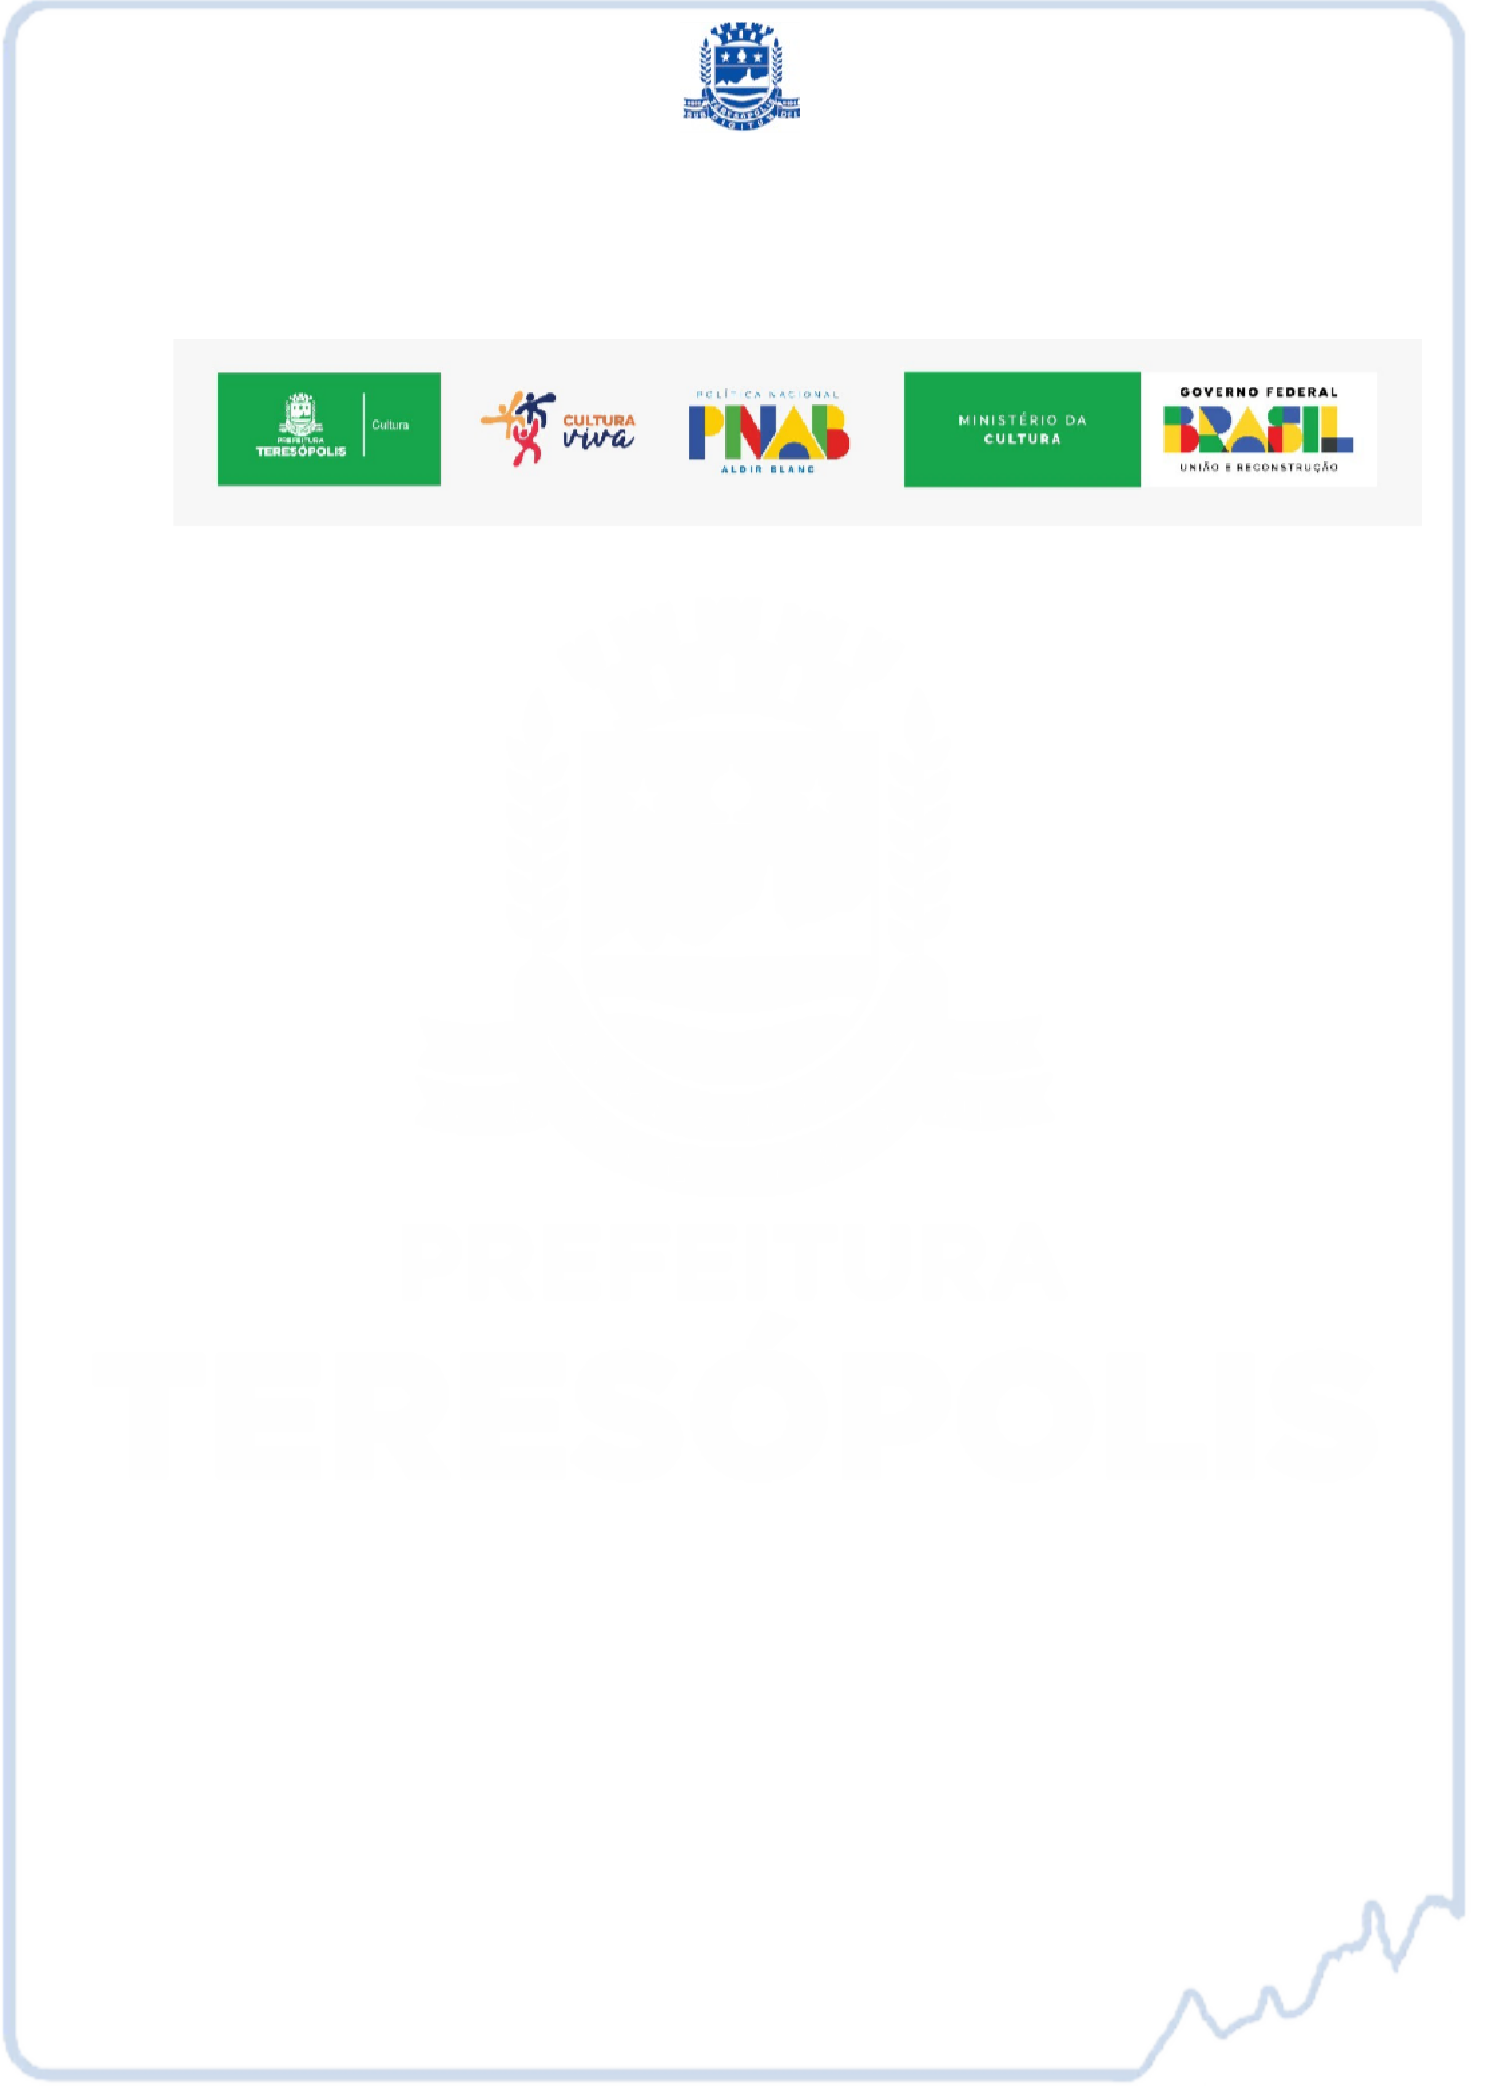 TERESÓPOLIS
PREFEITURA
TERESÓPOLIS
Cultura
CULTURA
viva
POLÍTICA NACIONAL
PNAB
ALDIR BLANC
MINISTÉRIO DA
CULTURA
GOVERNO FEDERAL
BRASIL
UNIÃO E RECONSTRUÇÃO
PREFEITURA
TERESÓPOLIS